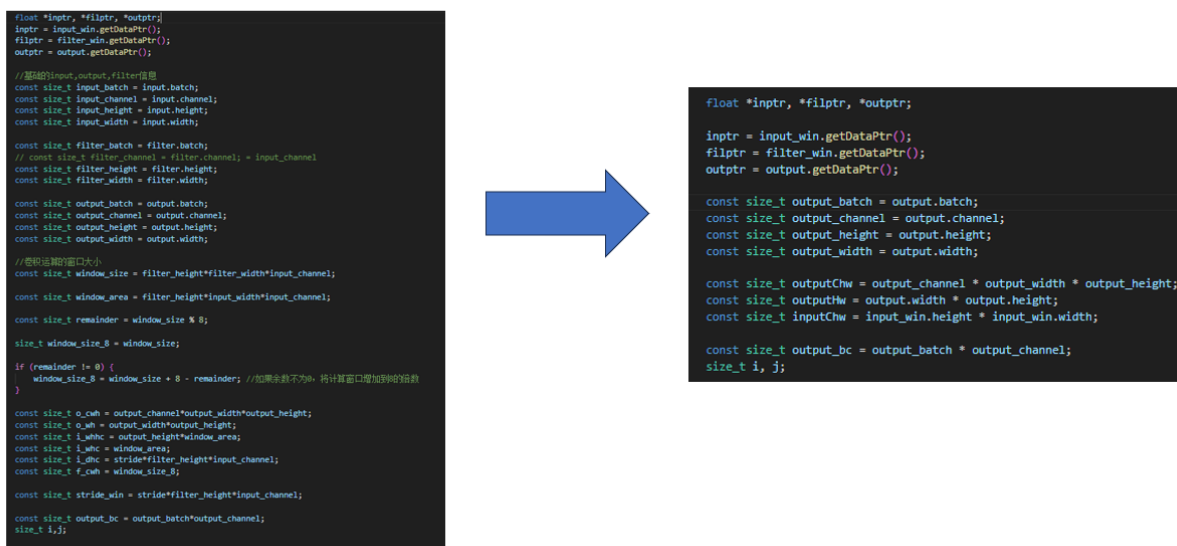 float *inptr, *filptr, *outptr;
inptr = input_win.getDataPtr();
filptr = filter_win.getDataPtr();
outptr = output.getDataPtr();
//基础的input,output,filter信息
const size_t input_batch = input.batch;
const size_t input_channel = input.channel;
const size_t input_height = input.height;
const size_t input_width = input.width;
const size_t filter_batch = filter.batch;
// const size_t filter_channel = filter.channel; = input_channel
const size_t filter_height = filter.height;
const size_t filter_width = filter.width;
const size_t output_batch = output.batch;
const size_t output_channel = output.channel;
const size_t output_height = output.height;
const size_t output_width = output.width;
//卷积运算的窗口大小
const size_t window_size = filter_height*filter_width*input_channel;
const size_t window_area = filter_height*input_width*input_channel;
const size_t remainder = window_size % 8;
size_t window_size_8 = window_size;
if (remainder != 0) {
window_size_8 = window_size + 8 - remainder; //如果余数不为0，将计算窗口增加到8的倍数
}
const size_t o_cwh = output_channel*output_width*output_height;
const size_t o_wh = output_width*output_height;
const size_t i_whhc = output_height*window_area;
const size_t i_whc = window_area;
const size_t i_dhc = stride*filter_height*input_channel;
const size_t f_cwh = window_size_8;
const size_t stride_win = stride*filter_height*input_channel;
const size_t output_bc = output_batch*output_channel;
size_t i,j;
float *inptr, *filptr, *outptr;
inptr = input_win.getDataPtr();
filptr = filter_win.getDataPtr();
outptr = output.getDataPtr();
const size_t output_batch = output.batch;
const size_t output_channel = output.channel;
const size_t output_height = output.height;
const size_t output_width = output.width;
const size_t outputChw = output_channel * output_width * output_height;
const size_t outputHw = output.width * output.height;
const size_t inputChw = input_win.height * input_win.width;
const size_t output_bc = output_batch * output_channel;
size_t i, j;